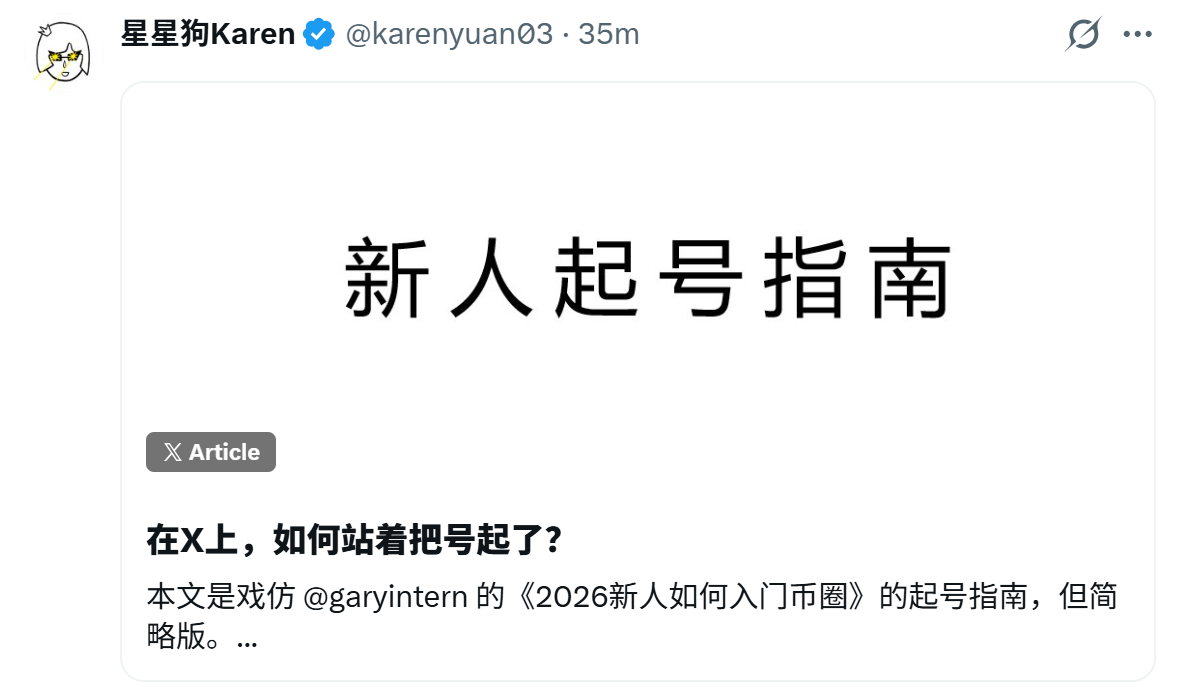 星星狗Karen @karenyuan03 · 35m
新人起号指南
X Article
在X上，如何站着把号起了？
本文是戏仿 @garyintern 的《2026新人如何入门币圈》的起号指南，但简
略版。...